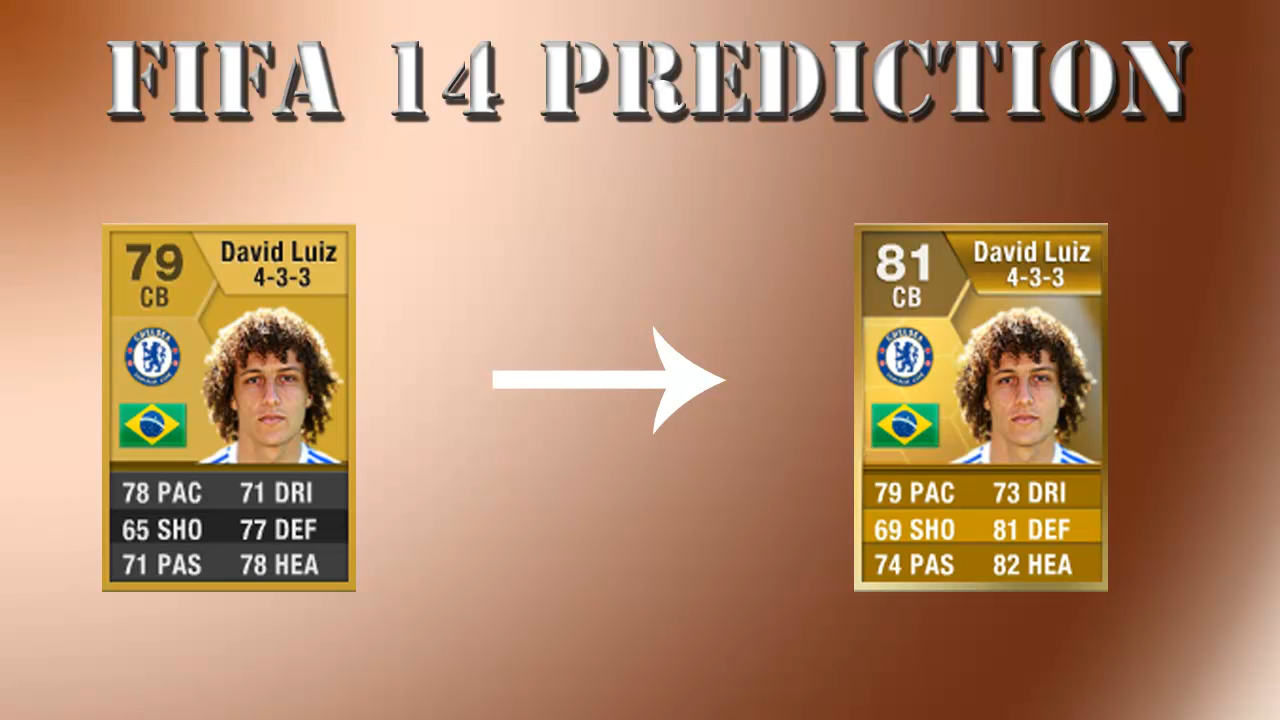 FIFA 14 PREDICTION
79
CB
David Luiz
4-3-3
CHELSEA
78 PAC 71 DRI
65 SHO 77 DEF
71 PAS 78 HEA
81
CB
David Luiz
4-3-3
CHELSEA
79 PAC 73 DRI
69 SHO 81 DEF
74 PAS 82 HEA